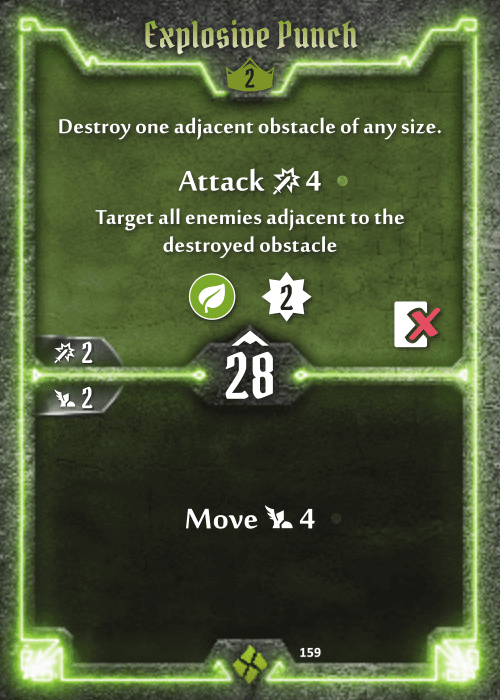 Explosive Punch
2
Destroy one adjacent obstacle of any size.
Attack 4
Target all enemies adjacent to the
destroyed obstacle
2
2
28
2
Move 4
159